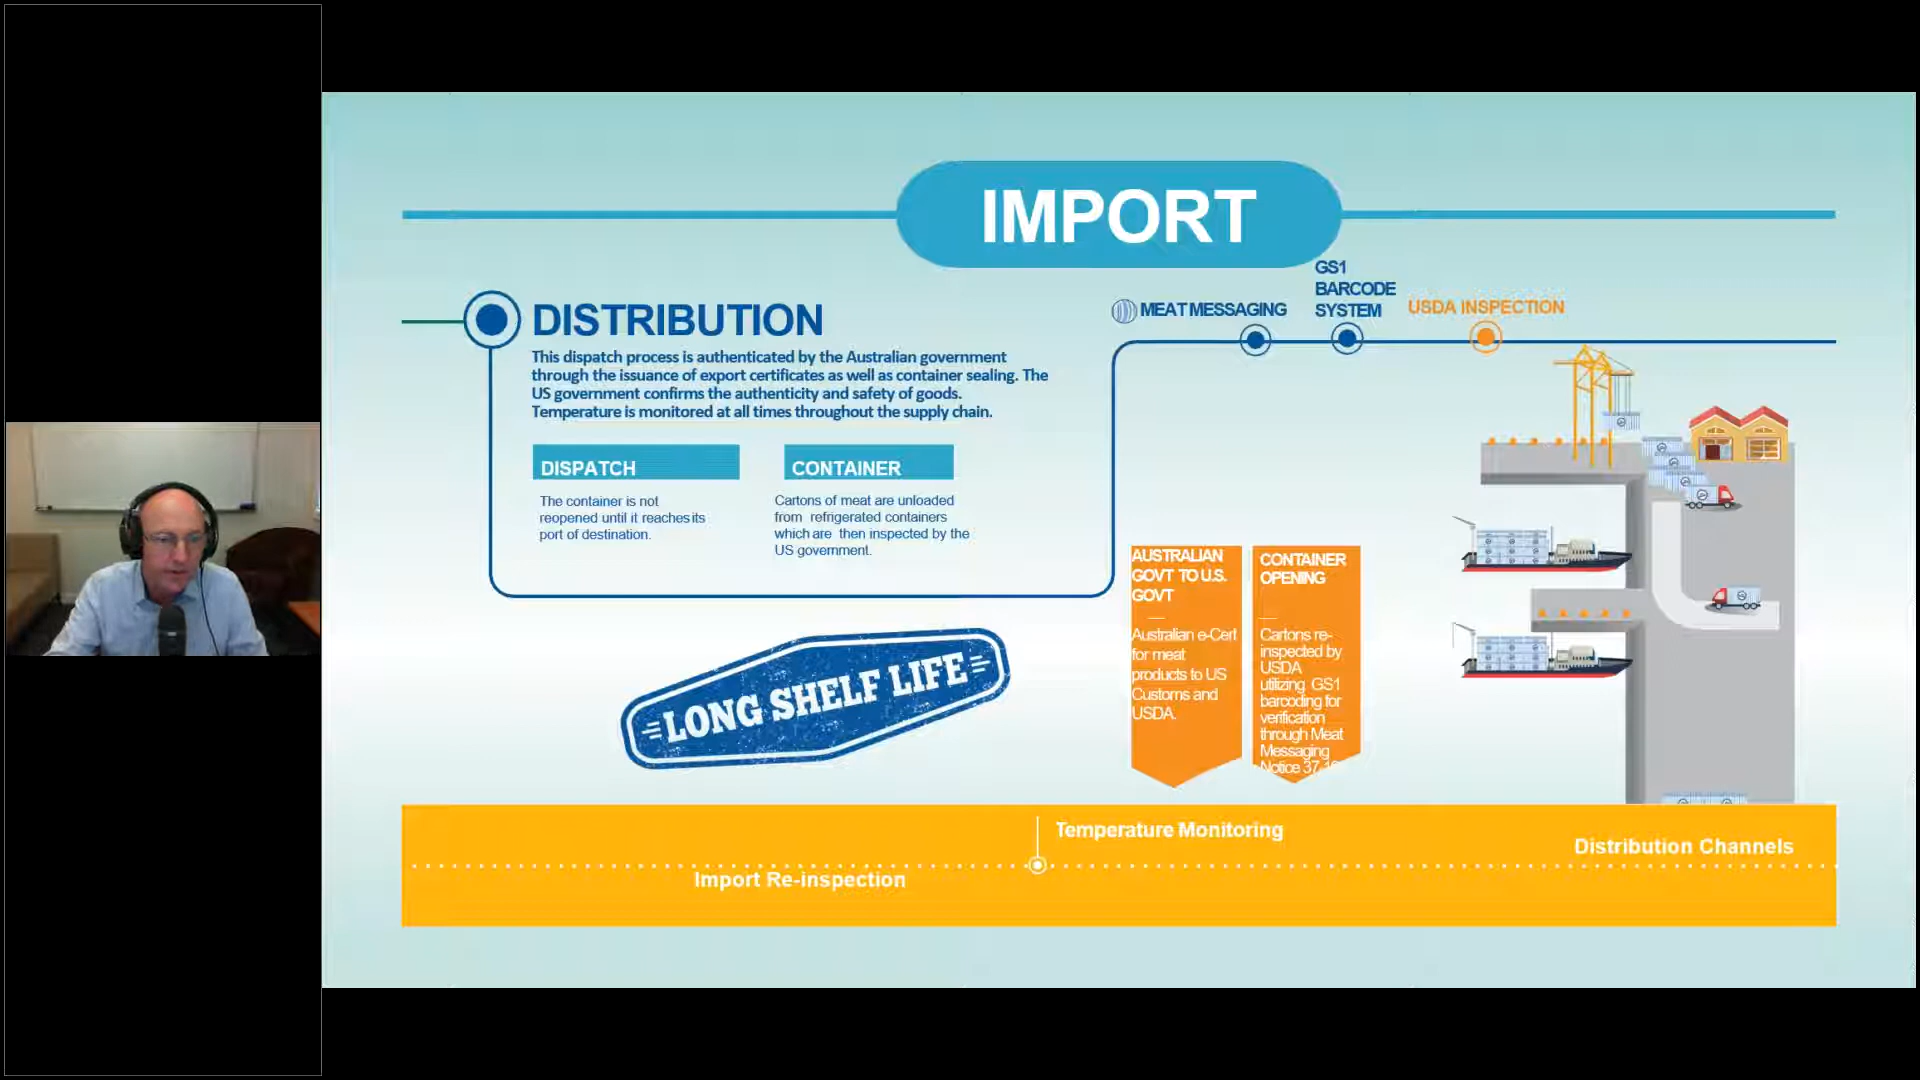 IMPORT
DISTRIBUTION
This dispatch process is authenticated by the Australian government
through the issuance of export certificates as well as container sealing. The
US government confirms the authenticity and safety of goods.
Temperature is monitored at all times throughout the supply chain.
DISPATCH
The container is not
reopened until it reaches its
port of destination.
CONTAINER
Cartons of meat are unloaded
from refrigerated containers
which are then inspected by the
US government.
MEAT MESSAGING
GS1
BARCODE
SYSTEM
USDA INSPECTION
AUSTRALIAN
GOVT TO U.S.
GOVT
Australian e-Cert
for meat
products to US
Customs and
USDA.
CONTAINER
OPENING
Cartons re-
inspected by
USDA
utilizing GS1
barcoding for
verification
through Meat
Messaging
Notice
LONG SHELF LIFE
Temperature Monitoring
Distribution Channels
Import Re-inspection